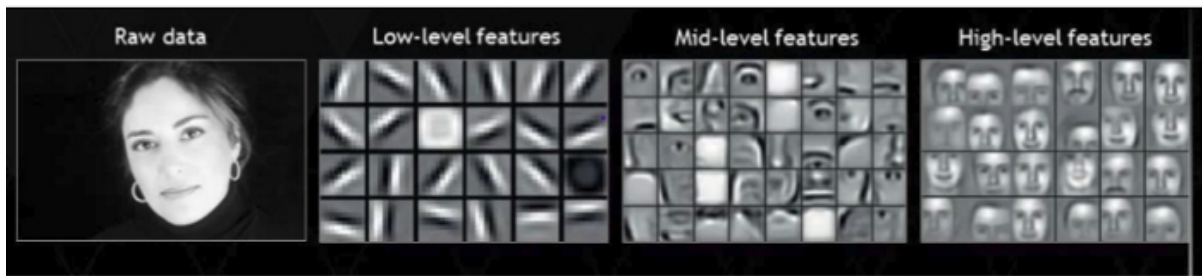 Raw data
Low-level features
Mid-level features
High-level features